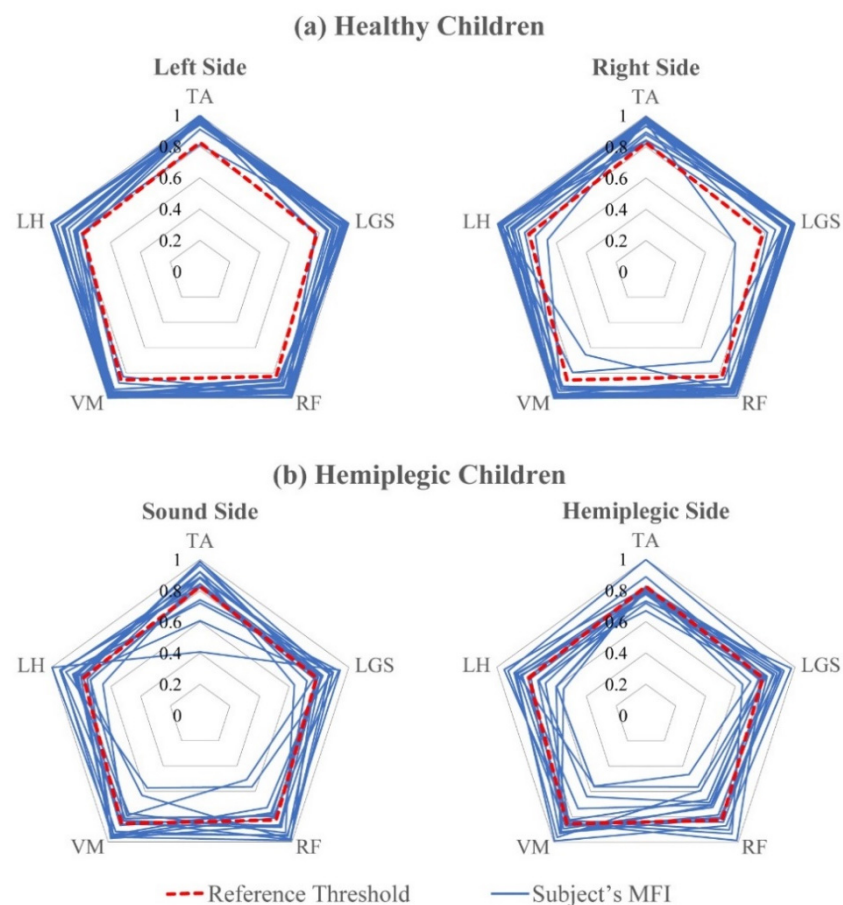 (a) Healthy Children
Left Side
TA
1
0.8
0.6
0.4
0.2
0
LH
LGS
VM
RF
Right Side
TA
1
0.8
0.6
0.4
0.2
0
LH
LGS
VM
RF
(b) Hemiplegic Children
Sound Side
TA
1
0.8
0.6
0.4
0.2
0
LH
LGS
VM
RF
Hemiplegic Side
TA
1
0.8
0.6
0.4
0.2
0
LH
LGS
VM
RF
Reference Threshold
Subject's MFI